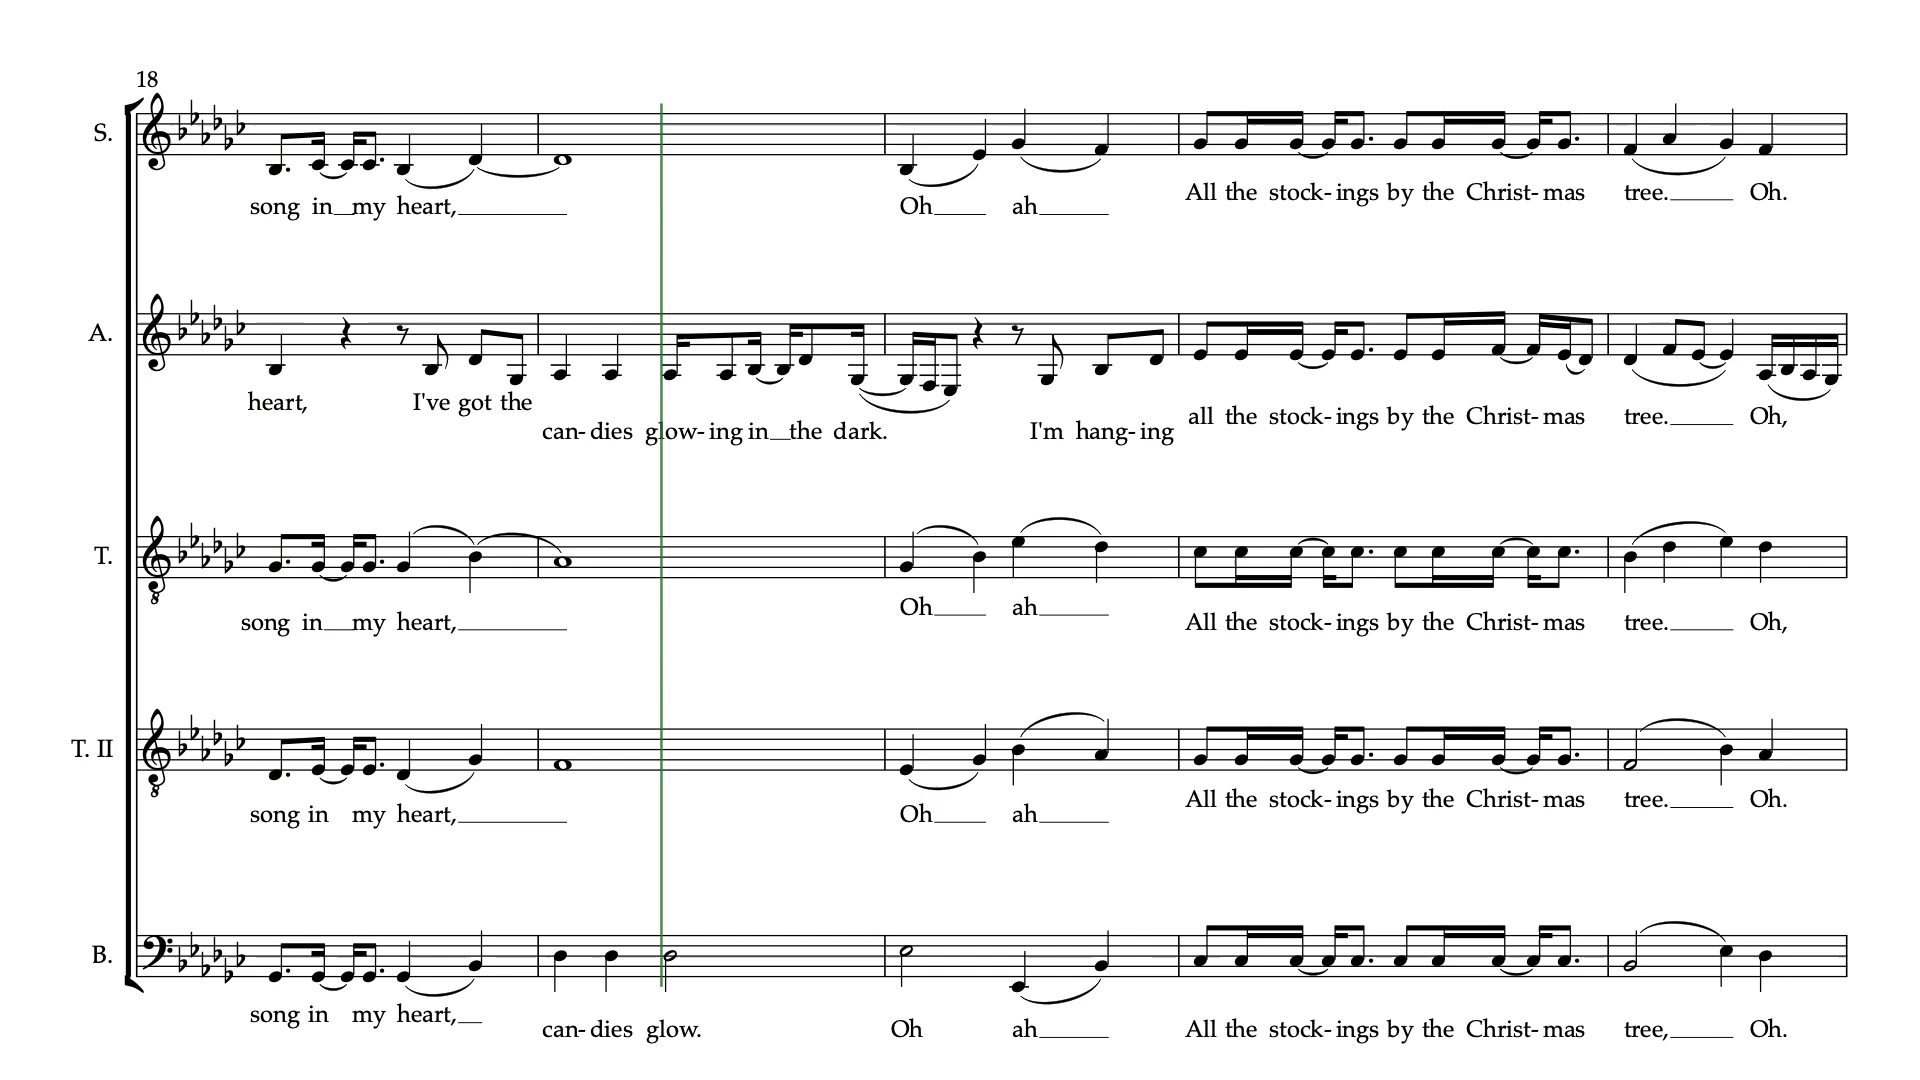 18
S.
song in my heart, Oh ah All the stock- ings by the Christ- mas tree. Oh.
A.
heart, I've got the can- dies glow- ing in the dark. I'm hang- ing all the stock- ings by the Christ- mas tree. Oh,
T.
song in my heart, Oh ah All the stock- ings by the Christ- mas tree. Oh,
T. II
song in my heart, Oh ah All the stock- ings by the Christ- mas tree. Oh.
B.
song in my heart, can- dies glow. Oh ah All the stock- ings by the Christ- mas tree, Oh.